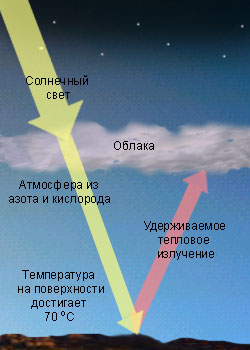 Солнечный
свет
Облака
Атмосфера из
азота и кислорода
Удерживаемое
тепловое
излучение
Температура
на поверхности
достигает
70 °C